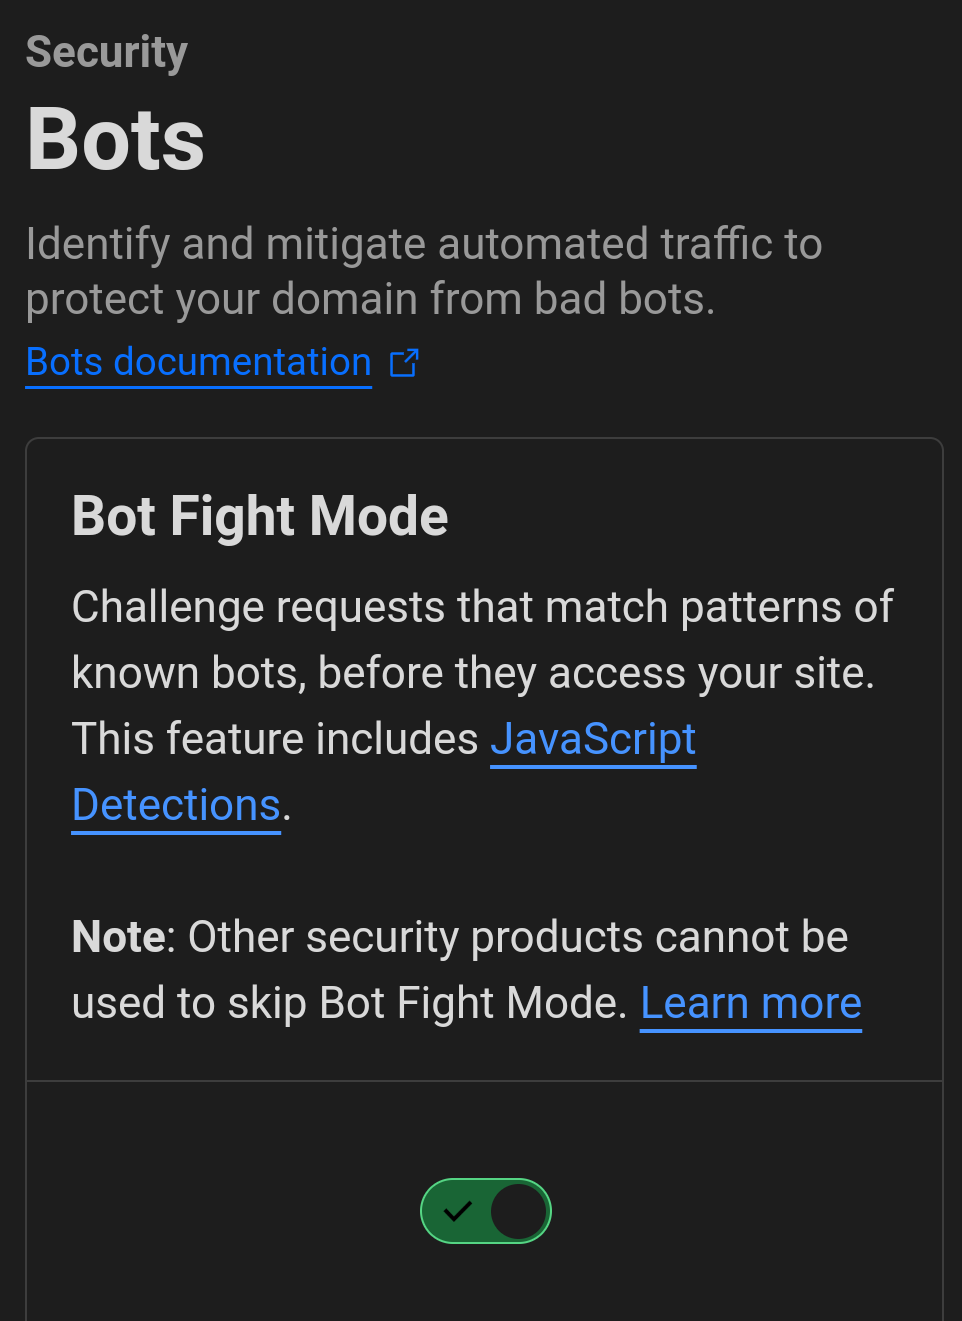 Security
Bots
Identify and mitigate automated traffic to
protect your domain from bad bots.
Bots documentation
Bot Fight Mode
Challenge requests that match patterns of
known bots, before they access your site.
This feature includes JavaScript
Detections.
Note: Other security products cannot be
used to skip Bot Fight Mode. Learn more